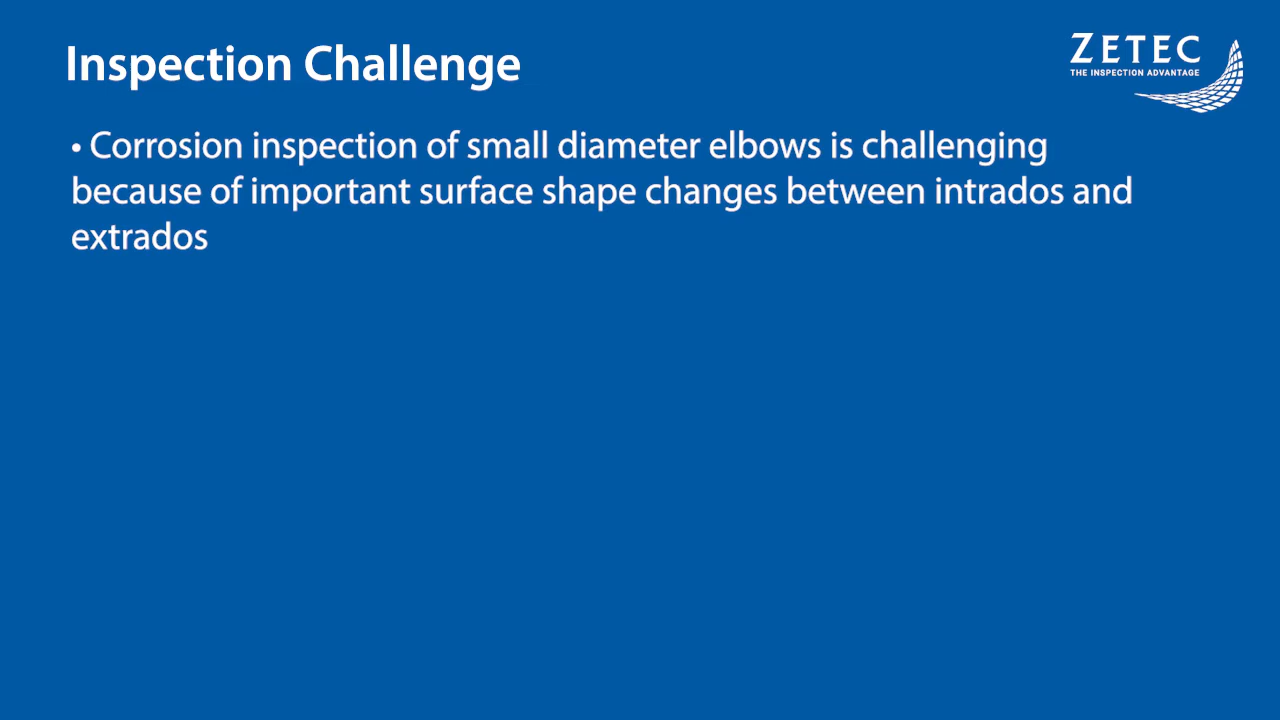 Inspection Challenge
ZETEC
THE INSPECTION ADVANTAGE
• Corrosion inspection of small diameter elbows is challenging
because of important surface shape changes between intrados and
extrados